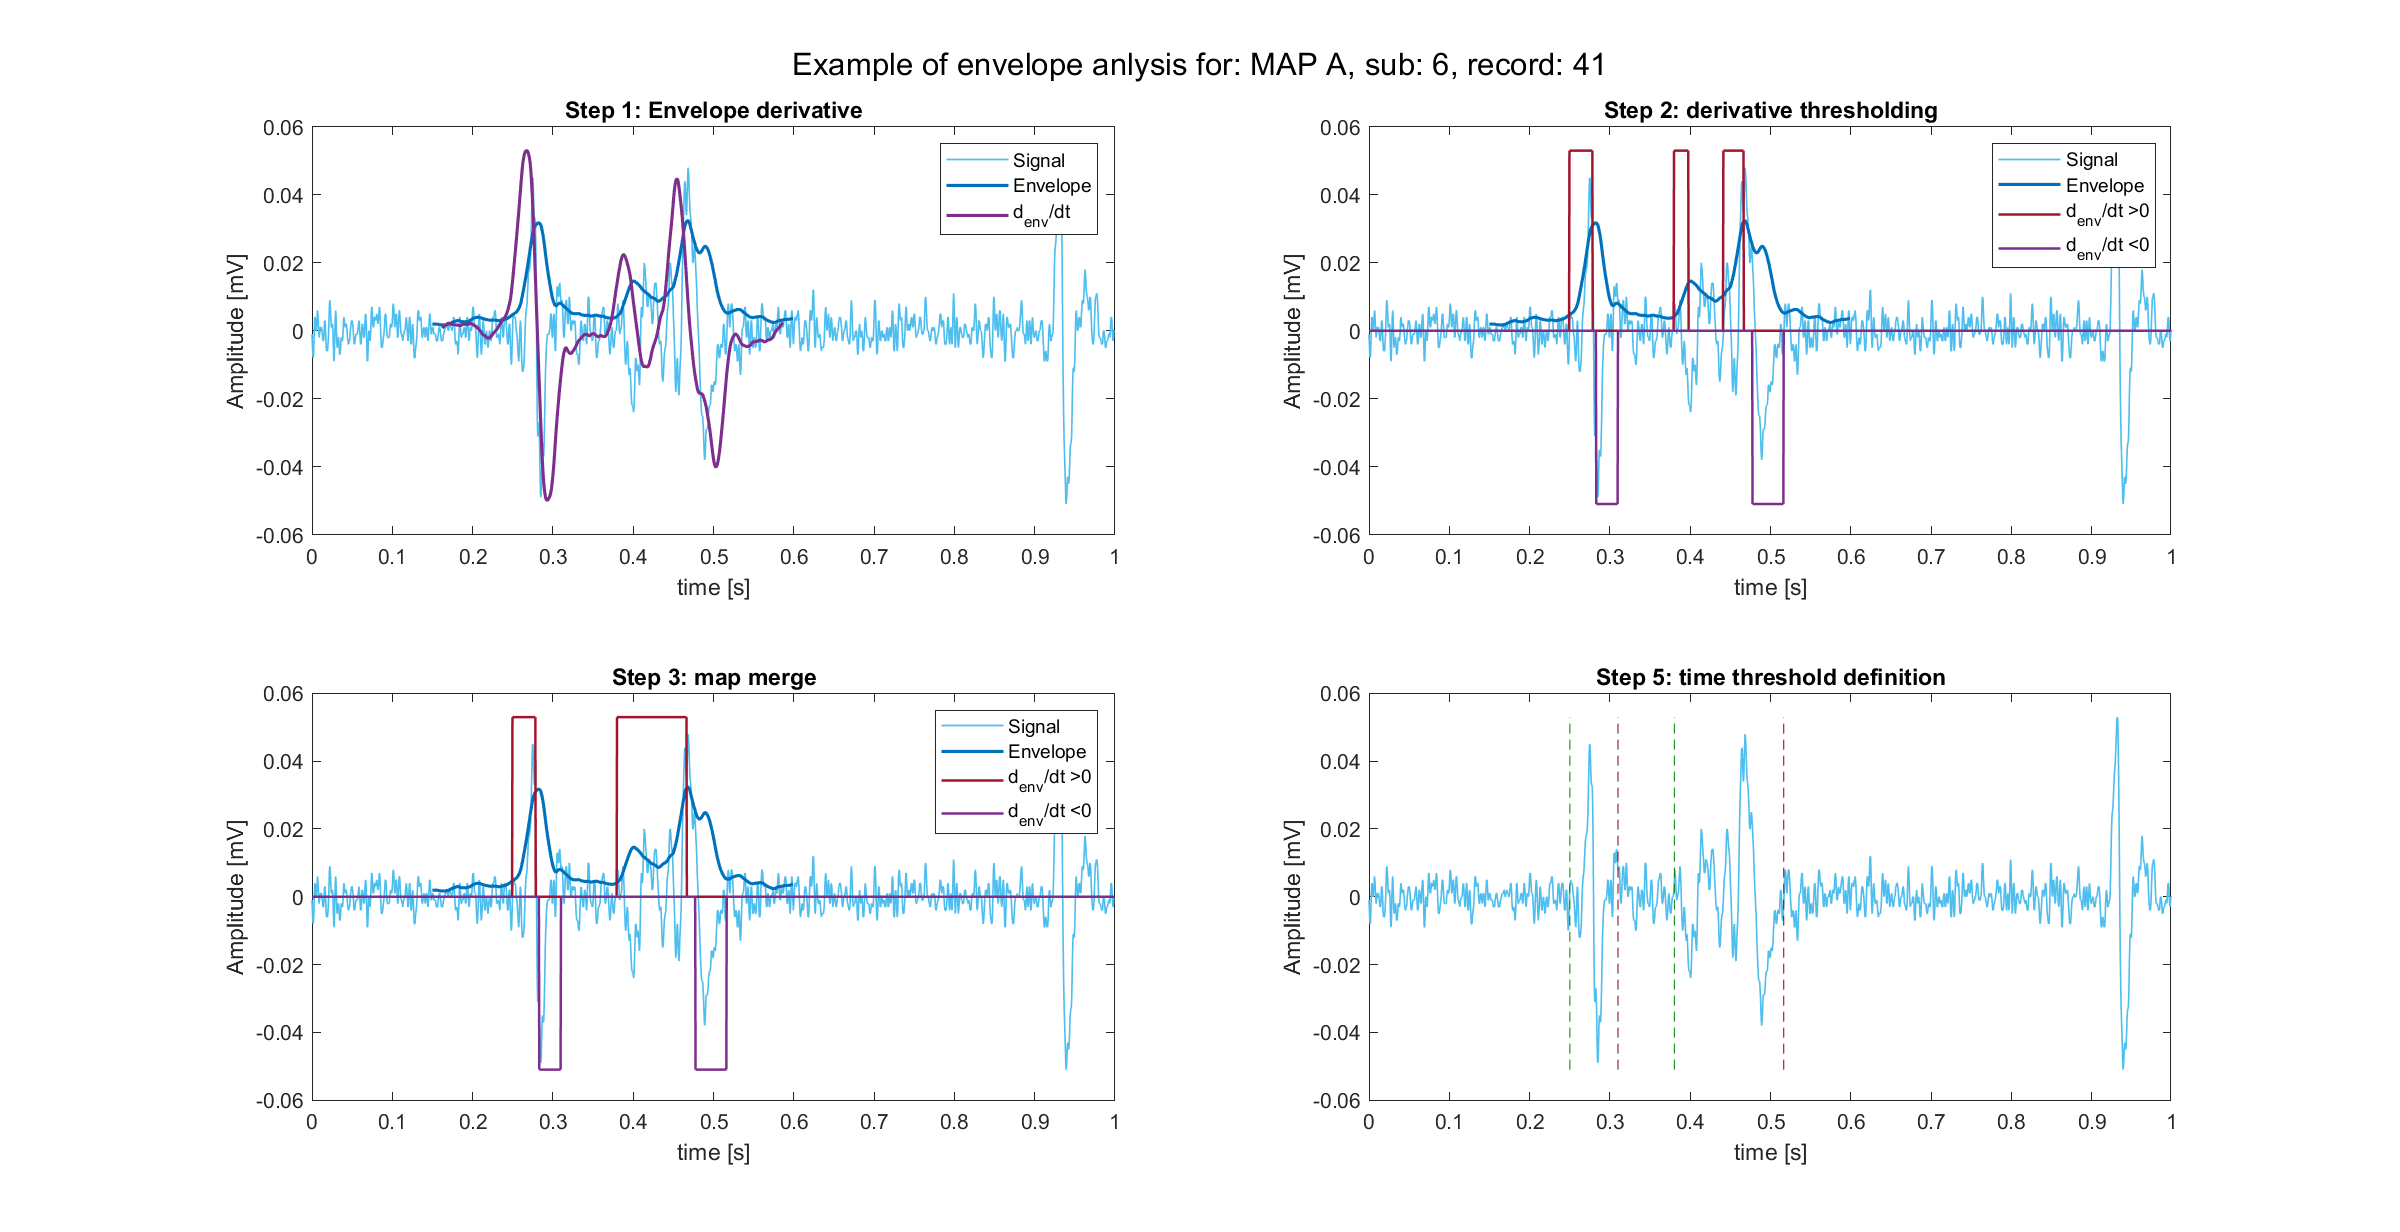 Example of envelope anlysis for: MAP A, sub: 6, record: 41
Step 1: Envelope derivative
0.06
0.04
0.02
0
-0.02
-0.04
-0.06
Amplitude [mV]
0 0.1 0.2 0.3 0.4 0.5 0.6 0.7 0.8 0.9 1
time [s]
Signal
Envelope
d_env/dt
Step 2: derivative thresholding
0.06
0.04
0.02
0
-0.02
-0.04
-0.06
Amplitude [mV]
0 0.1 0.2 0.3 0.4 0.5 0.6 0.7 0.8 0.9 1
time [s]
Signal
Envelope
d_env/dt >0
d_env/dt <0
Step 3: map merge
0.06
0.04
0.02
0
-0.02
-0.04
-0.06
Amplitude [mV]
0 0.1 0.2 0.3 0.4 0.5 0.6 0.7 0.8 0.9 1
time [s]
Signal
Envelope
d_env/dt >0
d_env/dt <0
Step 5: time threshold definition
0.06
0.04
0.02
0
-0.02
-0.04
-0.06
Amplitude [mV]
0 0.1 0.2 0.3 0.4 0.5 0.6 0.7 0.8 0.9 1
time [s]